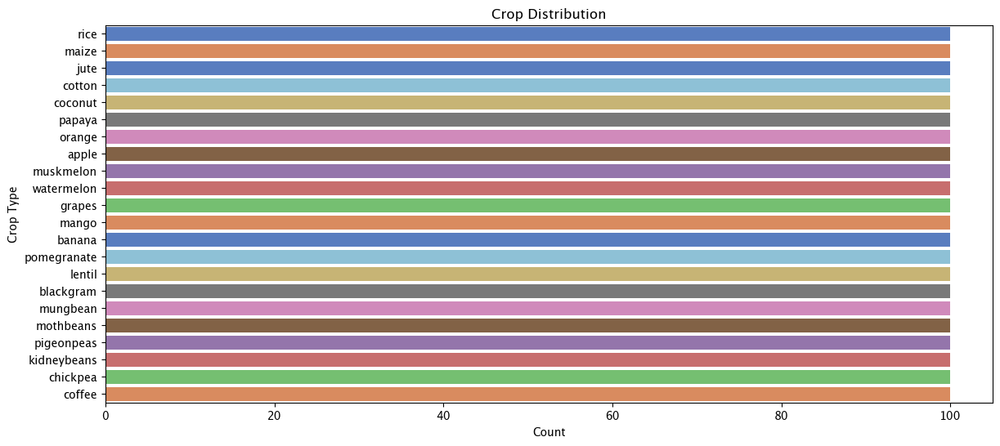 Crop Distribution
Crop Type
rice
maize
jute
cotton
coconut
papaya
orange
apple
muskmelon
watermelon
grapes
mango
banana
pomegranate
lentil
blackgram
mungbean
mothbeans
pigeonpeas
kidneybeans
chickpea
coffee
0 20 40 60 80 100
Count